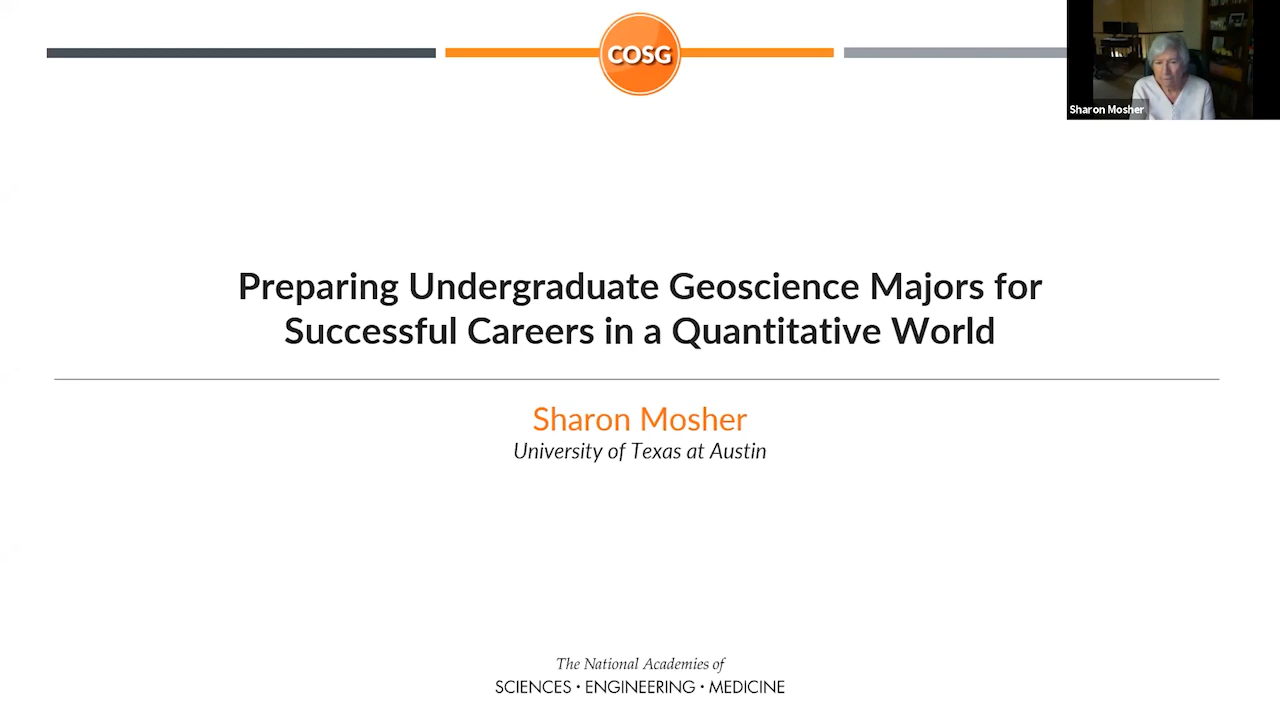 COSG
Sharon Mosher
Preparing Undergraduate Geoscience Majors for
Successful Careers in a Quantitative World
Sharon Mosher
University of Texas at Austin
The National Academies of
SCIENCES • ENGINEERING • MEDICINE